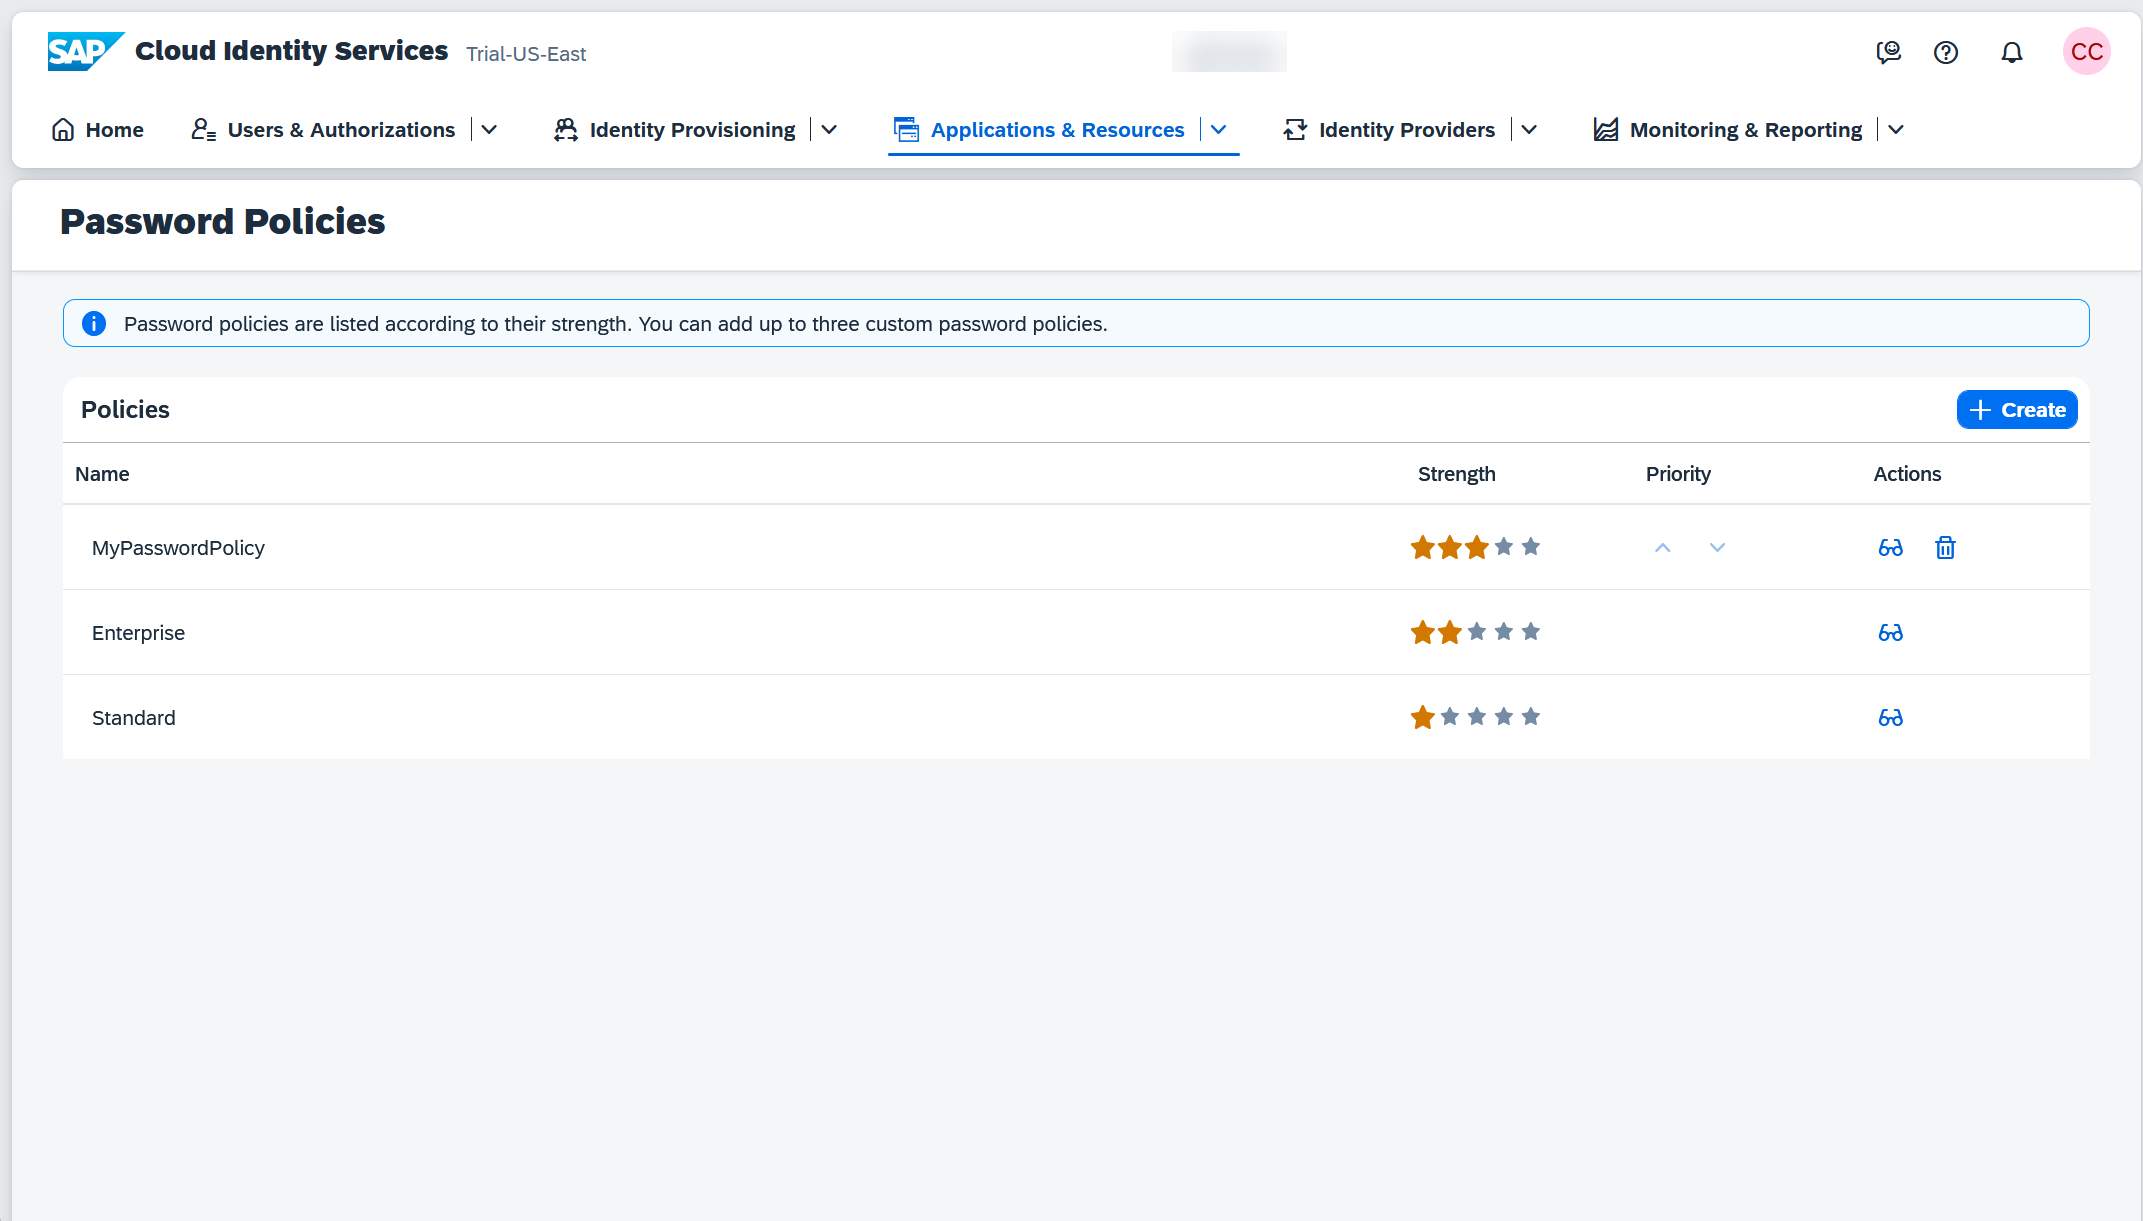 SAP Cloud Identity Services Trial-US-East
CC
Home Users & Authorizations Identity Provisioning Applications & Resources Identity Providers Monitoring & Reporting
Password Policies
Password policies are listed according to their strength. You can add up to three custom password policies.
Policies
Create
Name Strength Priority Actions
MyPasswordPolicy
Enterprise
Standard